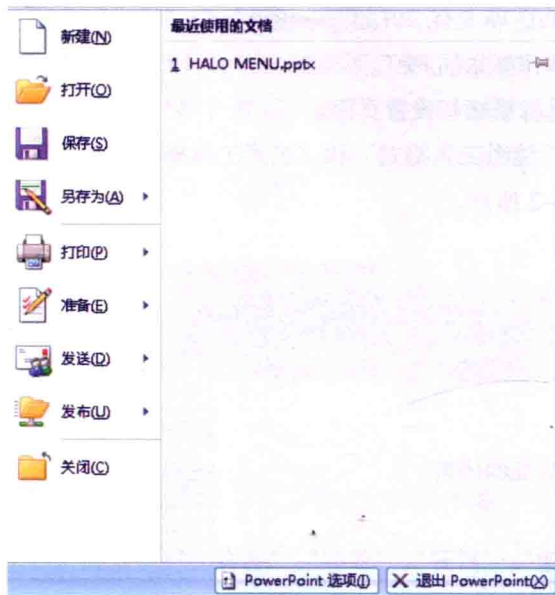 新建(N)
打开(O)
保存(S)
另存为(A)
打印(P)
准备(E)
发送(D)
发布(U)
关闭(C)
最近使用的文档
1 HALO MENU.pptx
PowerPoint 选项(I)
退出 PowerPoint(X)